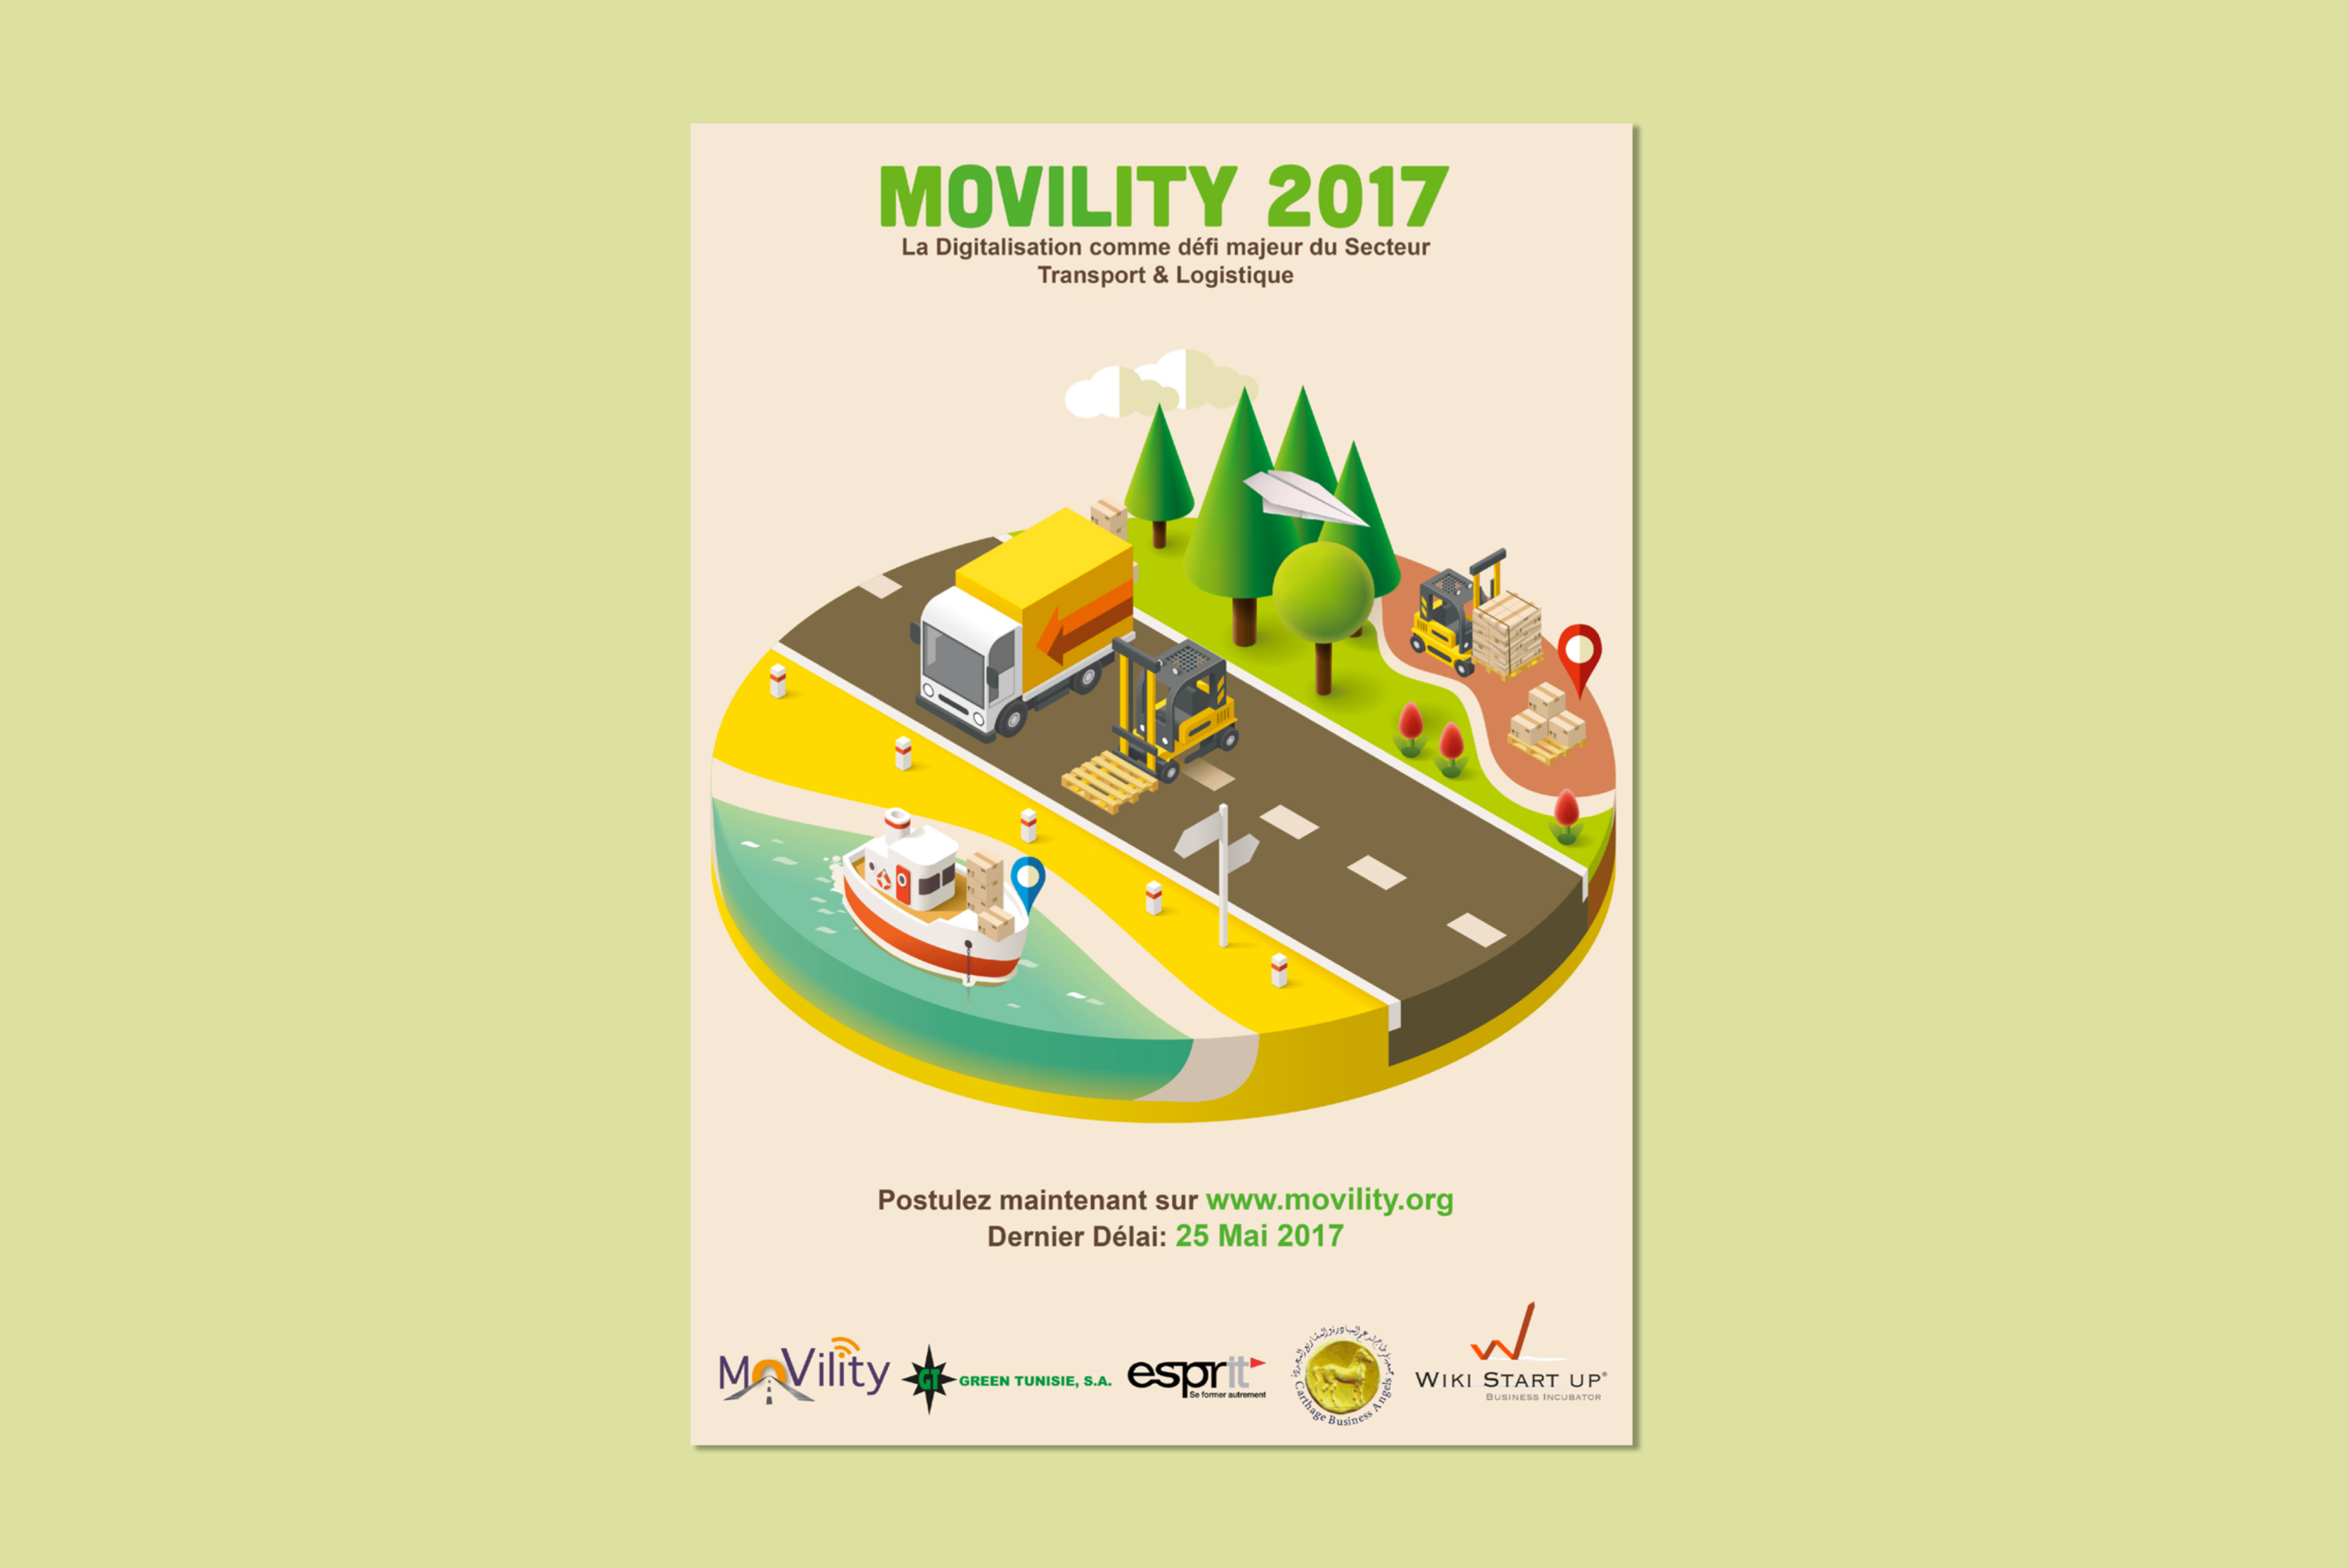 MOVILITY 2017
La Digitalisation comme défi majeur du Secteur
Transport & Logistique
Postulez maintenant sur www.movility.org
Dernier Délai: 25 Mai 2017
MoVility
GT
GREEN TUNISIE, S.A.
esprit
Se former autrement
Carthage Business Angels
WIKI START UP®
BUSINESS INCUBATOR